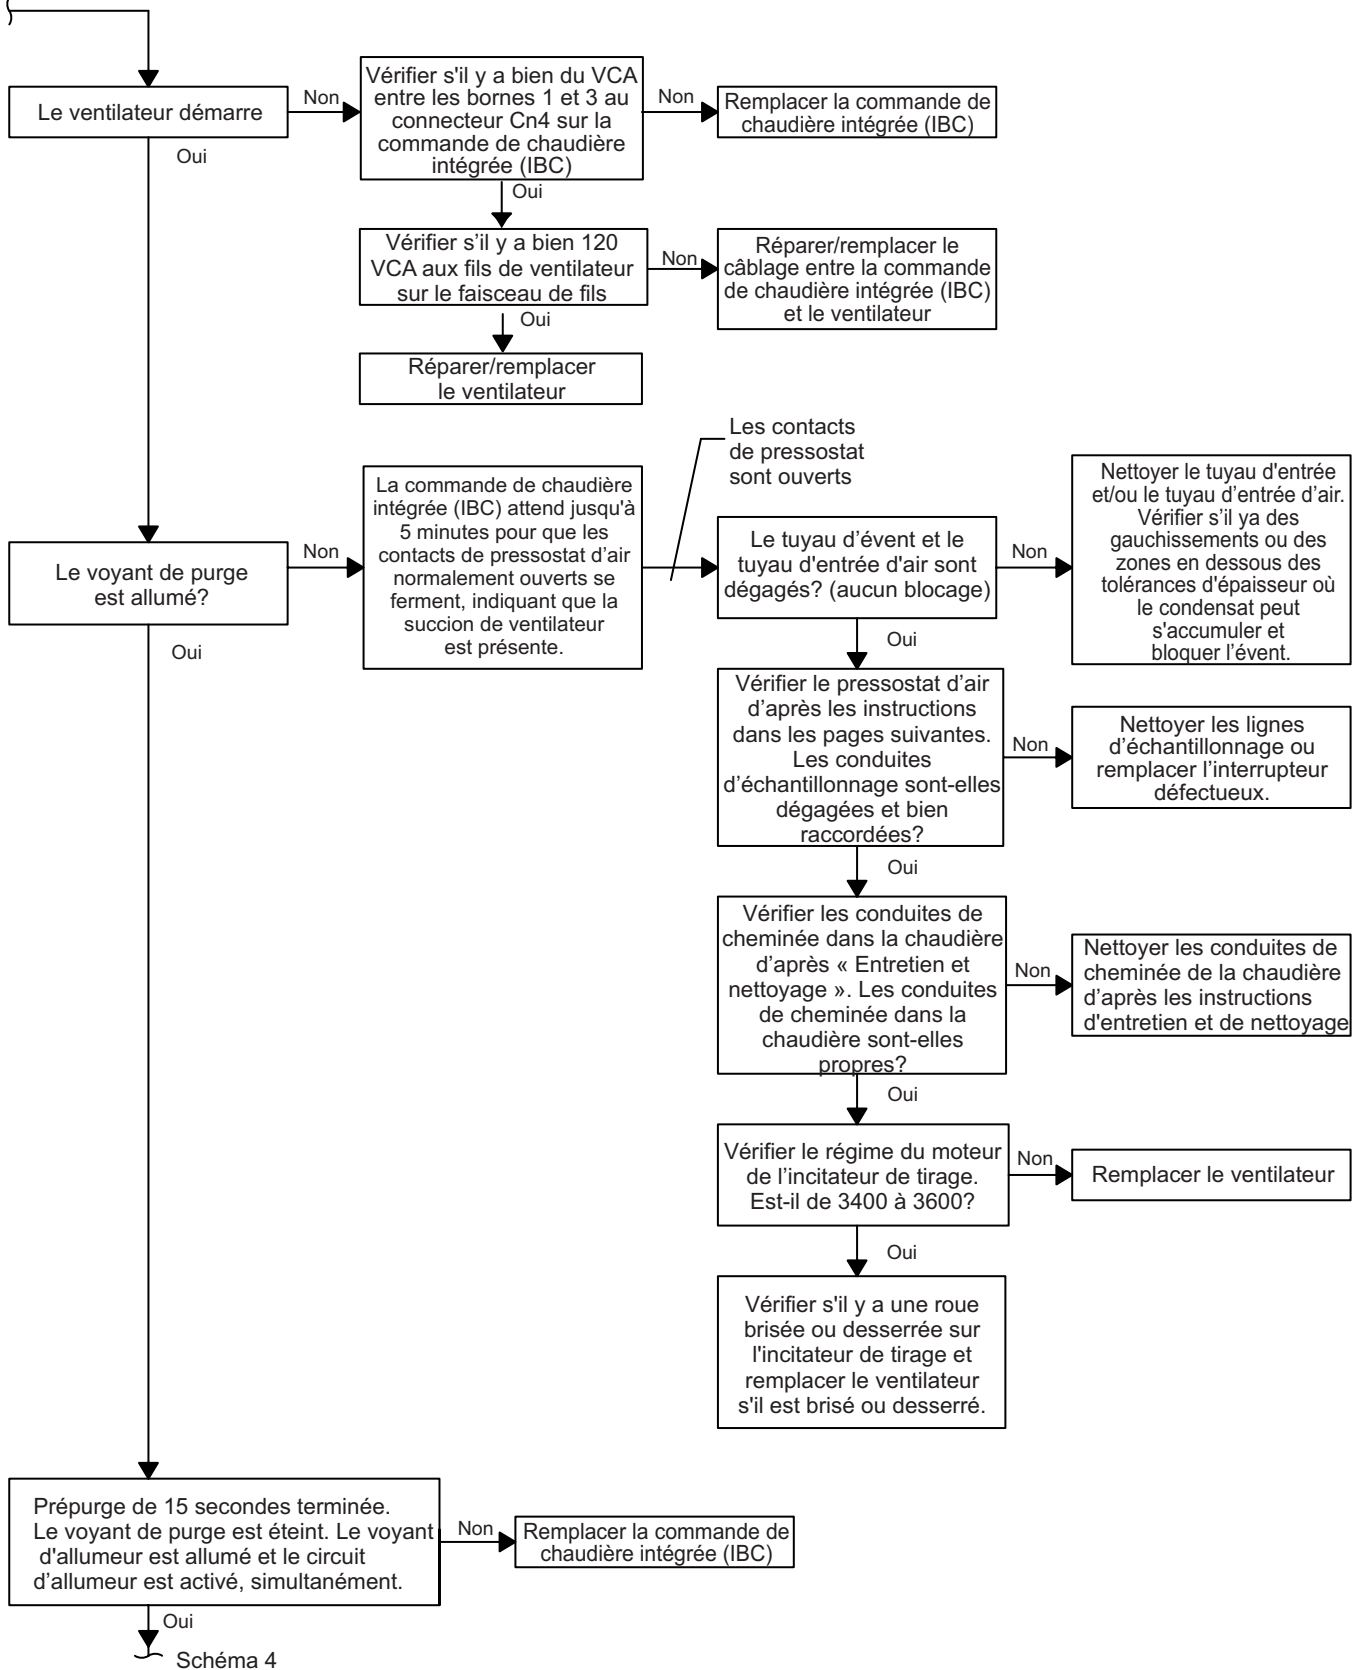 Le ventilateur démarre
Non
Vérifier s'il y a bien du VCA
entre les bornes 1 et 3 au
connecteur Cn4 sur la
commande de chaudière
intégrée (IBC)
Non
Remplacer la commande de
chaudière intégrée (IBC)
Oui
Oui
Vérifier s'il y a bien 120
VCA aux fils de ventilateur
sur le faisceau de fils
Non
Réparer/remplacer le
câblage entre la commande
de chaudière intégrée (IBC)
et le ventilateur
Oui
Réparer/remplacer
le ventilateur
Les contacts
de pressostat
sont ouverts
Le voyant de purge
est allumé?
Non
La commande de chaudière
intégrée (IBC) attend jusqu'à
5 minutes pour que les
contacts de pressostat d'air
normalement ouverts se
ferment, indiquant que la
succion de ventilateur
est présente.
Le tuyau d'évent et le
tuyau d'entrée d'air sont
dégagés? (aucun blocage)
Non
Nettoyer le tuyau d'entrée
et/ou le tuyau d'entrée d'air.
Vérifier s'il ya des
gauchissements ou des
zones en dessous des
tolérances d'épaisseur où
le condensat peut
s'accumuler et
bloquer l'évent.
Oui
Oui
Vérifier le pressostat d'air
d'après les instructions
dans les pages suivantes.
Les conduites
d'échantillonnage sont-elles
dégagées et bien
raccordées?
Non
Nettoyer les lignes
d'échantillonnage ou
remplacer l'interrupteur
défectueux.
Oui
Vérifier les conduites de
cheminée dans la chaudière
d'après « Entretien et
nettoyage ». Les conduites
de cheminée dans la
chaudière sont-elles
propres?
Non
Nettoyer les conduites de
cheminée de la chaudière
d'après les instructions
d'entretien et de nettoyage
Oui
Vérifier le régime du moteur
de l'incitateur de tirage.
Est-il de 3400 à 3600?
Non
Remplacer le ventilateur
Oui
Vérifier s'il y a une roue
brisée ou desserrée sur
l'incitateur de tirage et
remplacer le ventilateur
s'il est brisé ou desserré.
Prépurge de 15 secondes terminée.
Le voyant de purge est éteint. Le voyant
d'allumeur est allumé et le circuit
d'allumeur est activé, simultanément.
Non
Remplacer la commande de
chaudière intégrée (IBC)
Oui
Schéma 4